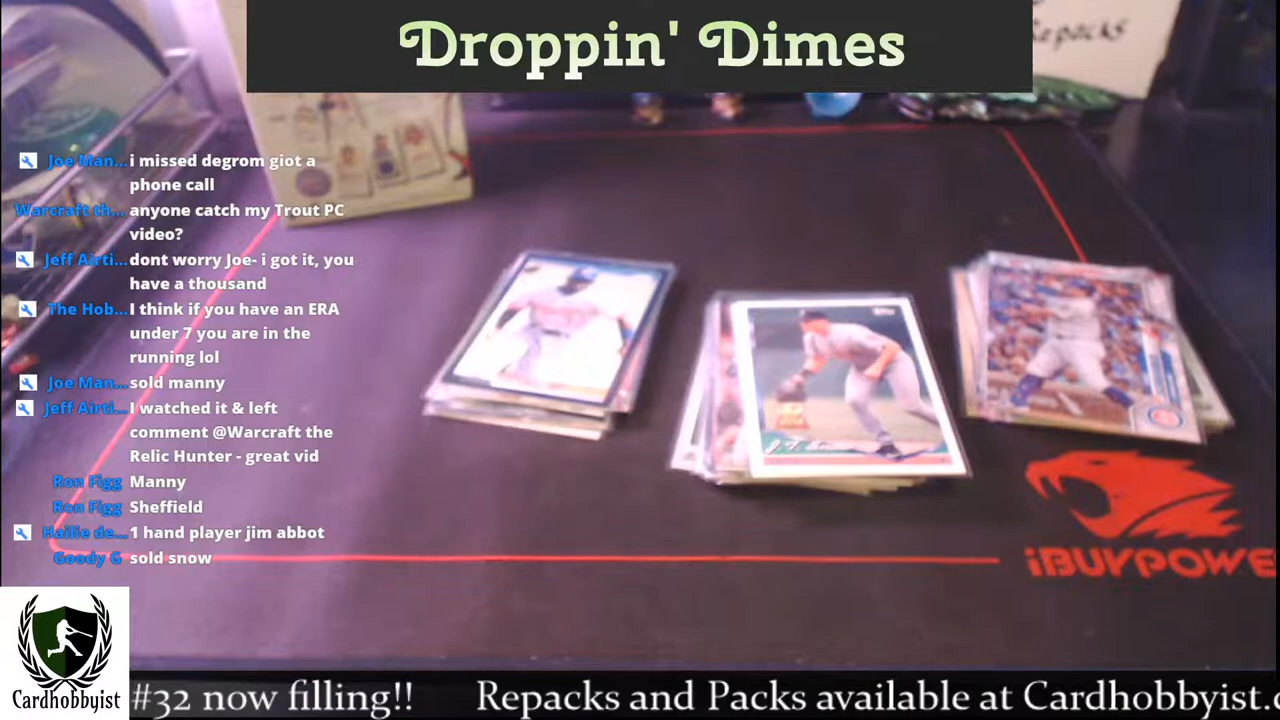 Droppin' Dimes
Repacks
Joe Man... i missed degrom giot a
phone call
Warcraft th... anyone catch my Trout PC
video?
Jeff Airti... dont worry Joe- i got it, you
have a thousand
The Hob... I think if you have an ERA
under 7 you are in the
running lol
Joe Man... sold manny
Jeff Airti... I watched it & left
comment @Warcraft the
Relic Hunter - great vid
Ron Figg Manny
Ron Figg Sheffield
Hailie de... 1 hand player jim abbot
Goody G sold snow
Topps
J.T.
iBUYPOWE
Cardhobbyist
#32 now filling!! Repacks and Packs available at Cardhobbyist.c